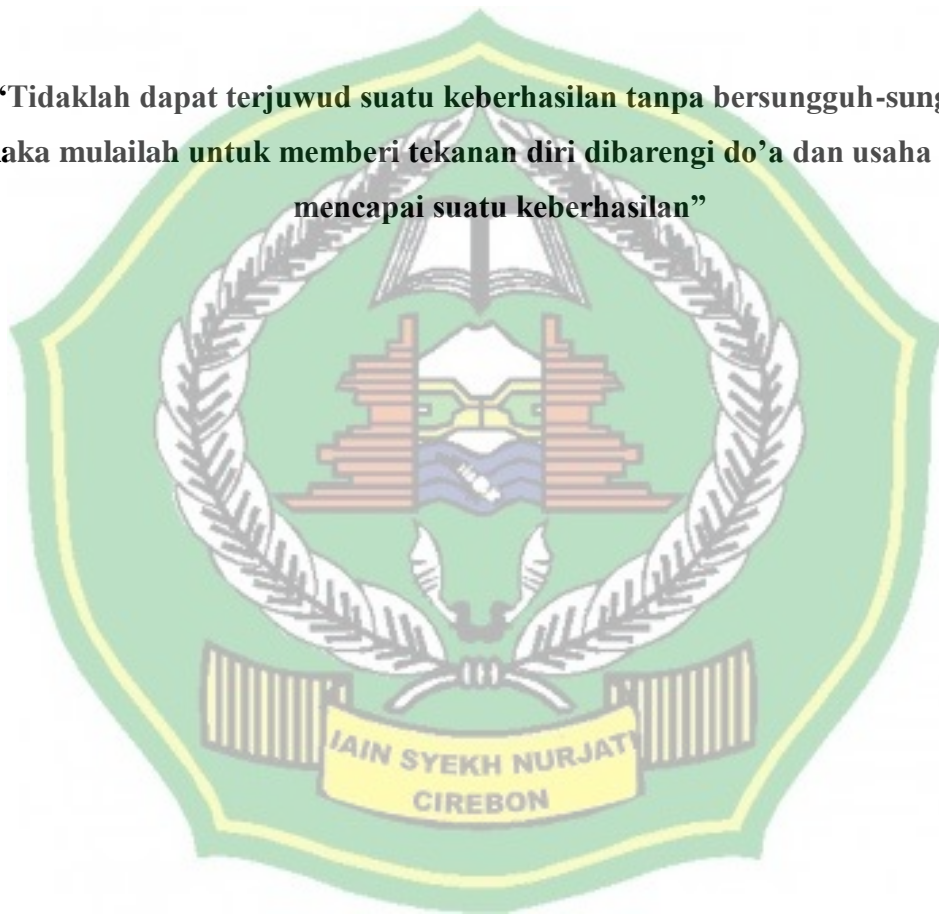 “Tidaklah dapat terjuwud suatu keberhasilan tanpa bersungguh-sung
aka mulailah untuk memberi tekanan diri dibarengi do’a dan usaha
mencapai suatu keberhasilan”
IAIN SYEKH NURJATI
CIREBON